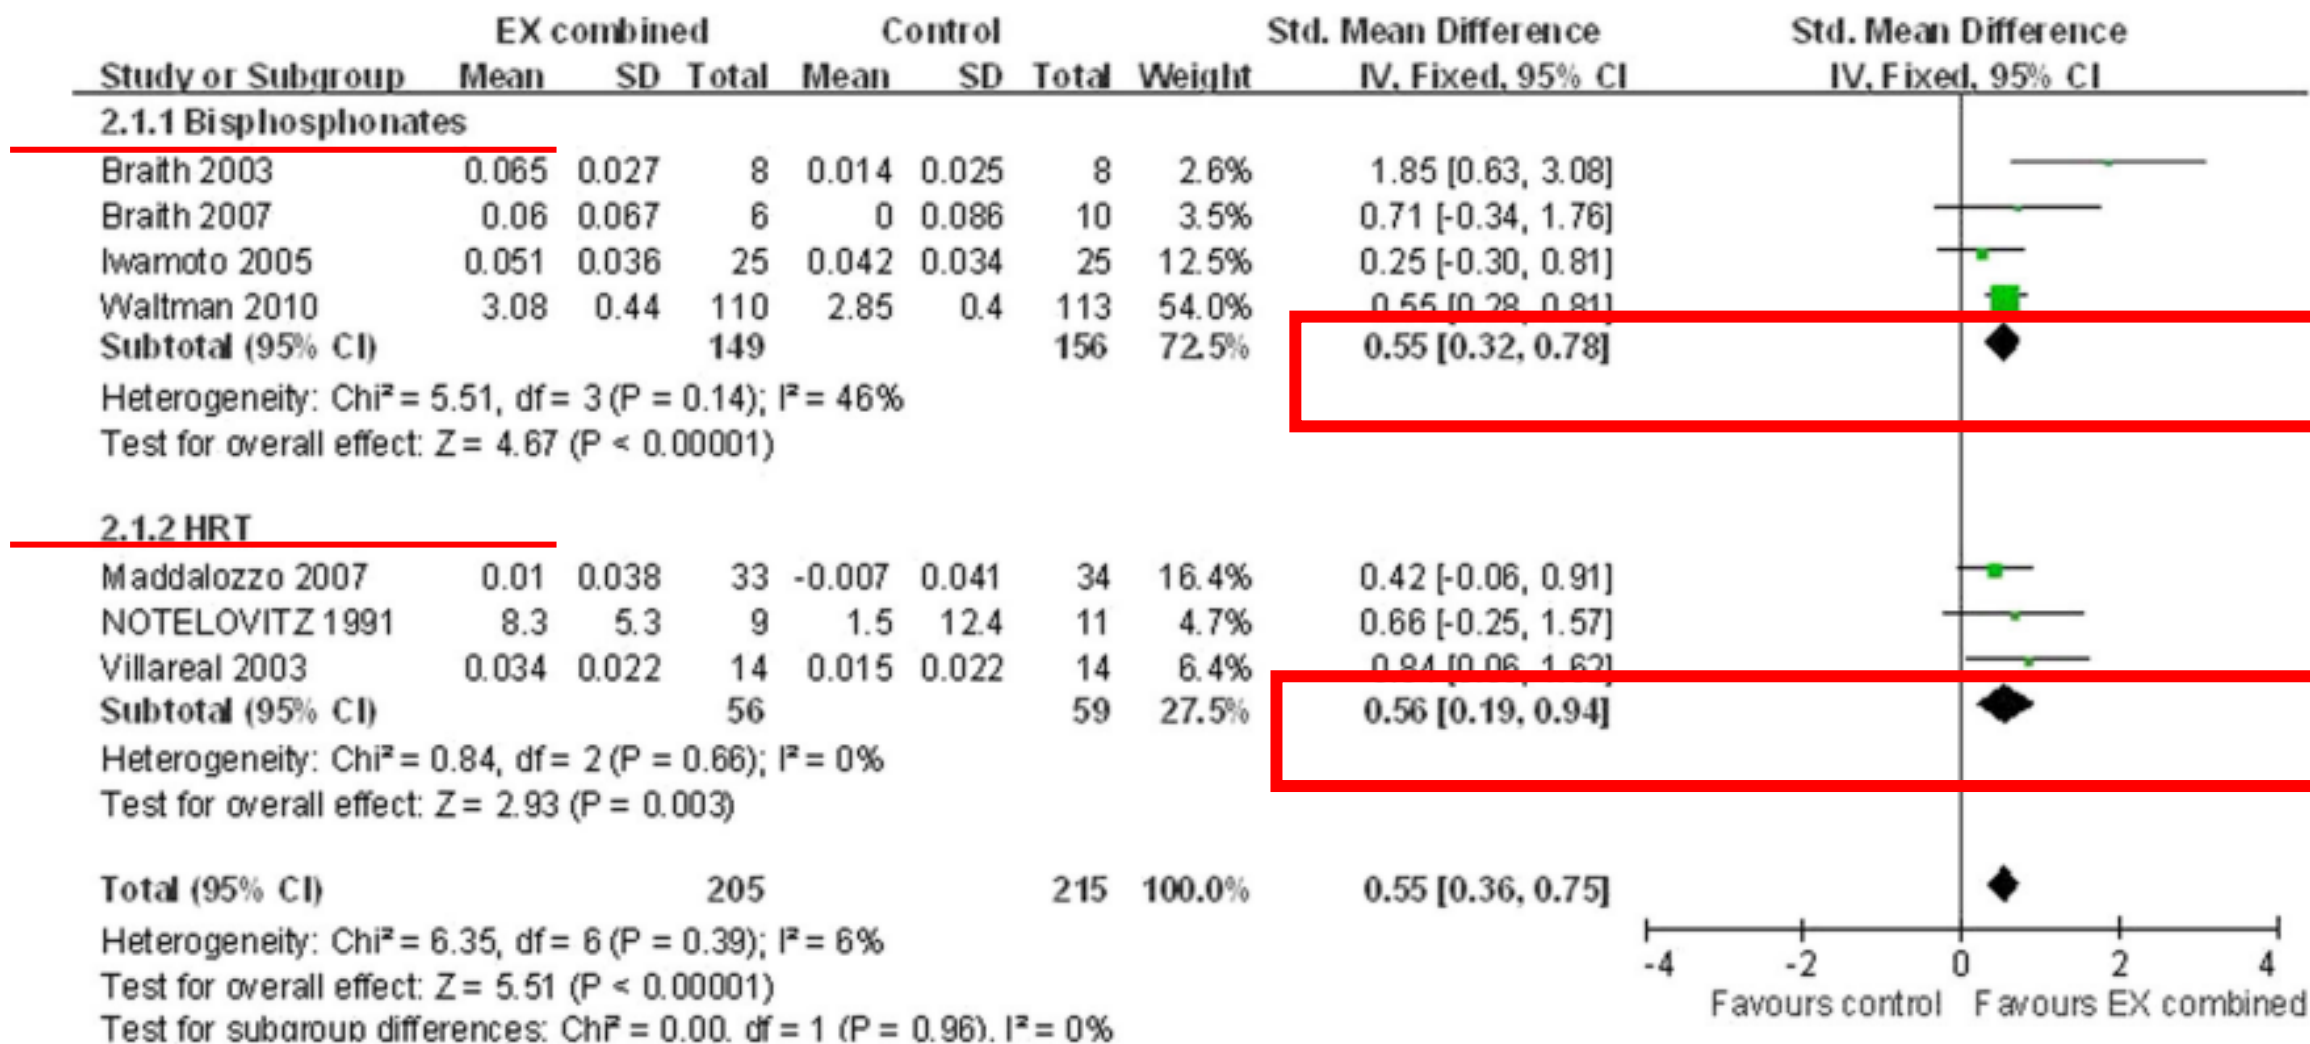 EX combined Control Std. Mean Difference Std. Mean Difference
Study or Subgroup Mean SD Total Mean SD Total Weight IV, Fixed, 95% CI IV, Fixed, 95% CI
2.1.1 Bisphosphonates
Braith 2003 0.065 0.027 8 0.014 0.025 8 2.6% 1.85 [0.63, 3.08]
Braith 2007 0.06 0.067 6 0 0.086 10 3.5% 0.71 [-0.34, 1.76]
Iwamoto 2005 0.051 0.036 25 0.042 0.034 25 12.5% 0.25 [-0.30, 0.81]
Waltman 2010 3.08 0.44 110 2.85 0.4 113 54.0% 0.55 [0.28, 0.81]
Subtotal (95% CI) 149 156 72.5% 0.55 [0.32, 0.78]
Heterogeneity: Chi² = 5.51, df = 3 (P = 0.14); I² = 46%
Test for overall effect: Z = 4.67 (P < 0.00001)
2.1.2 HRT
Maddalozzo 2007 0.01 0.038 33 -0.007 0.041 34 16.4% 0.42 [-0.06, 0.91]
NOTELOVITZ 1991 8.3 5.3 9 1.5 12.4 11 4.7% 0.66 [-0.25, 1.57]
Villareal 2003 0.034 0.022 14 0.015 0.022 14 6.4% 0.84 [0.06, 1.62]
Subtotal (95% CI) 56 59 27.5% 0.56 [0.19, 0.94]
Heterogeneity: Chi² = 0.84, df = 2 (P = 0.66); I² = 0%
Test for overall effect: Z = 2.93 (P = 0.003)
Total (95% CI) 205 215 100.0% 0.55 [0.36, 0.75]
Heterogeneity: Chi² = 6.35, df = 6 (P = 0.39); I² = 6%
Test for overall effect: Z = 5.51 (P < 0.00001)
Test for subgroup differences: Chi² = 0.00. df = 1 (P = 0.96). I² = 0%
-4 -2 0 2 4
Favours control Favours EX combined